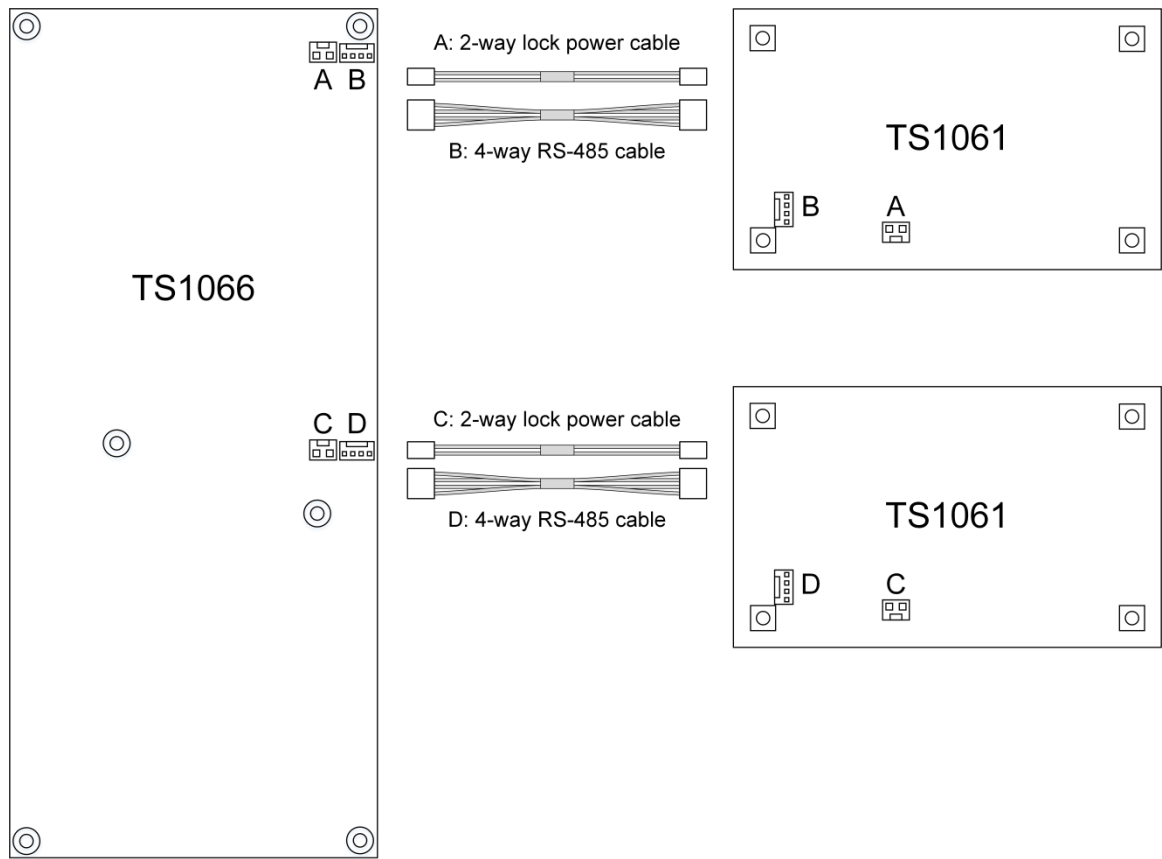 A B
TS1066
C D
A: 2-way lock power cable
B: 4-way RS-485 cable
TS1061
B A
C: 2-way lock power cable
D: 4-way RS-485 cable
TS1061
D C